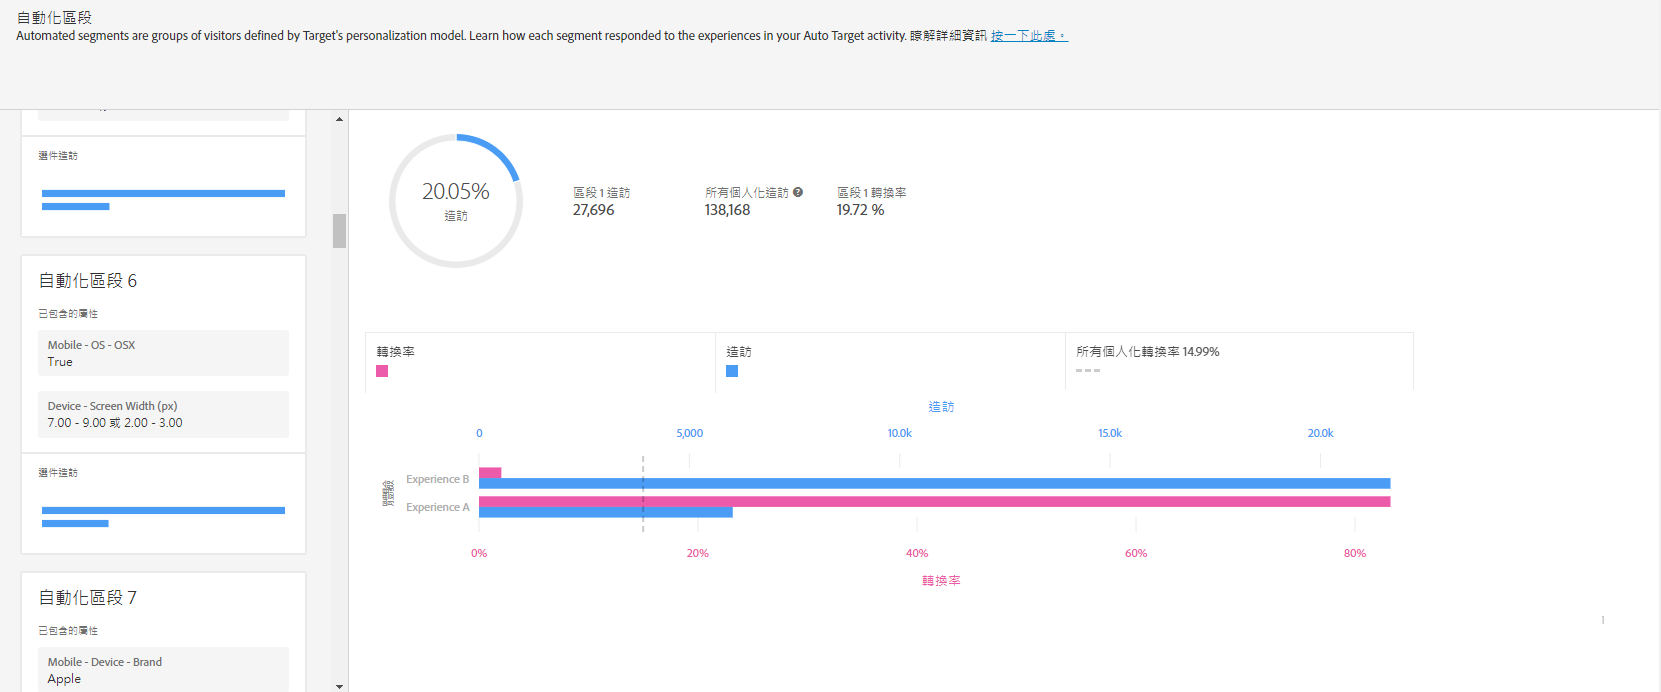 自動化區段
Automated segments are groups of visitors defined by Target's personalization model. Learn how each segment responded to the experiences in your Auto Target activity. 瞭解詳細資訊 按一下此處。
選件造訪
自動化區段 6
已包含的屬性
Mobile - OS - OSX
True
Device - Screen Width (px)
7.00 - 9.00 或 2.00 - 3.00
選件造訪
自動化區段 7
已包含的屬性
Mobile - Device - Brand
Apple
20.05%
造訪
區段 1 造訪
27,696
所有個人化造訪 ?
138,168
區段 1 轉換率
19.72 %
轉換率
造訪
所有個人化轉換率 14.99%
造訪
0 5,000 10.0k 15.0k 20.0k
Experience B
Experience A
0% 20% 40% 60% 80%
轉換率
1